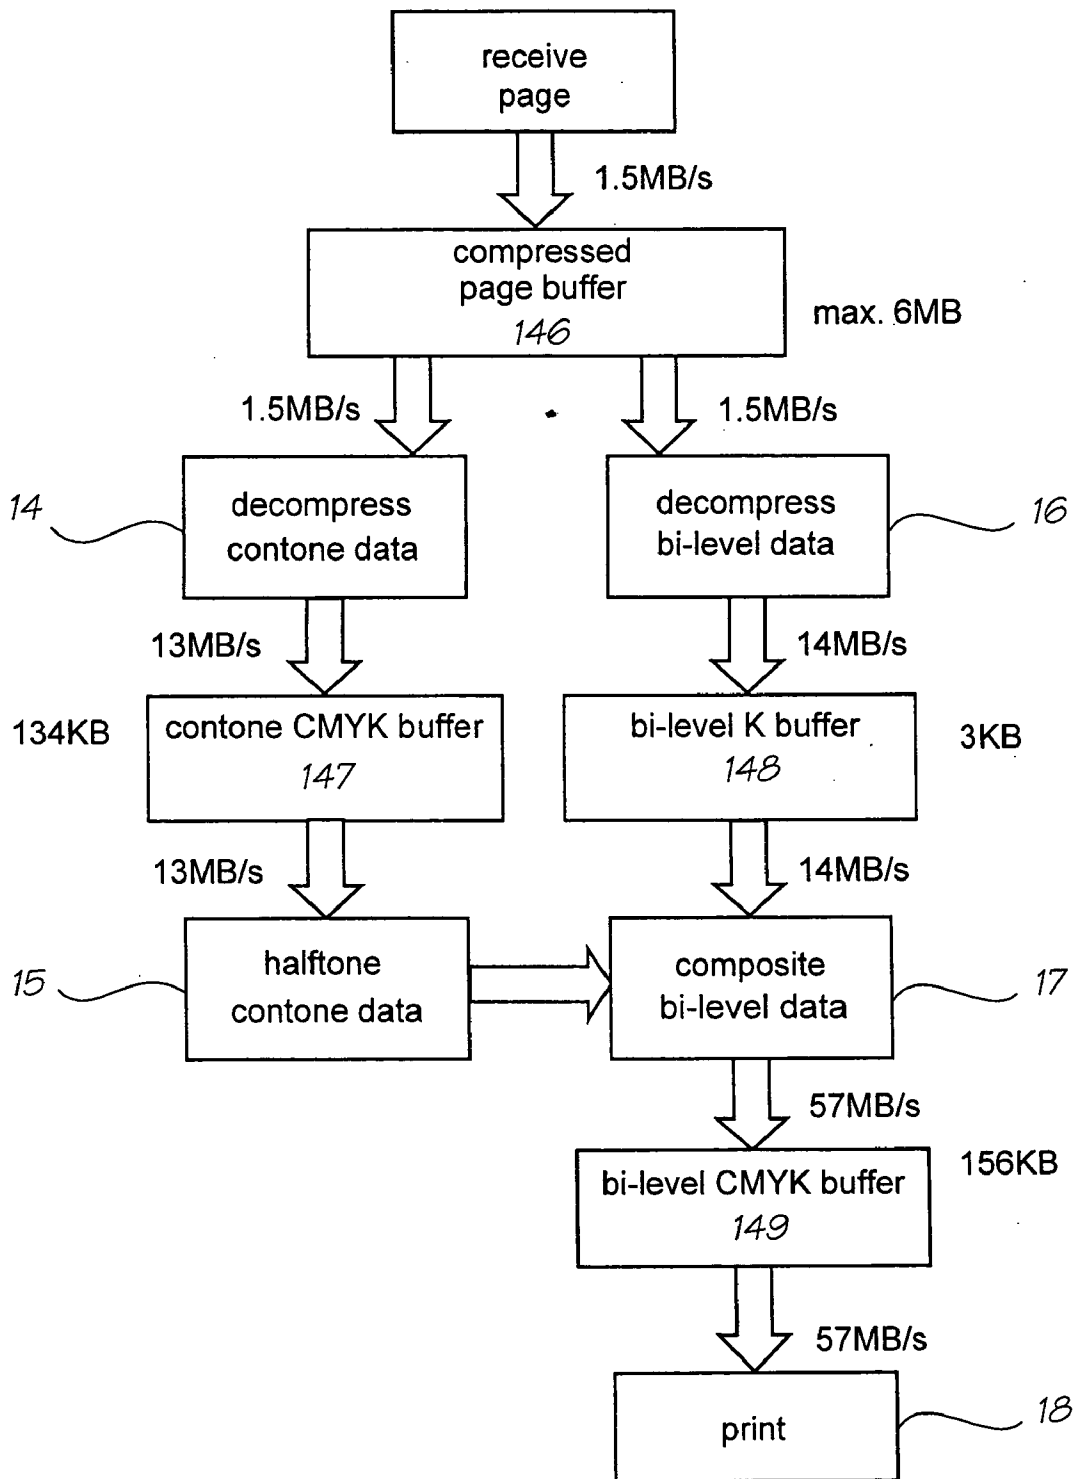 receive
page
1.5MB/s
compressed
page buffer
146
max. 6MB
1.5MB/s
1.5MB/s
14
decompress
contone data
decompress
bi-level data
16
13MB/s
14MB/s
134KB
contone CMYK buffer
147
bi-level K buffer
148
3KB
13MB/s
14MB/s
15
halftone
contone data
composite
bi-level data
17
57MB/s
bi-level CMYK buffer
149
156KB
57MB/s
print
18